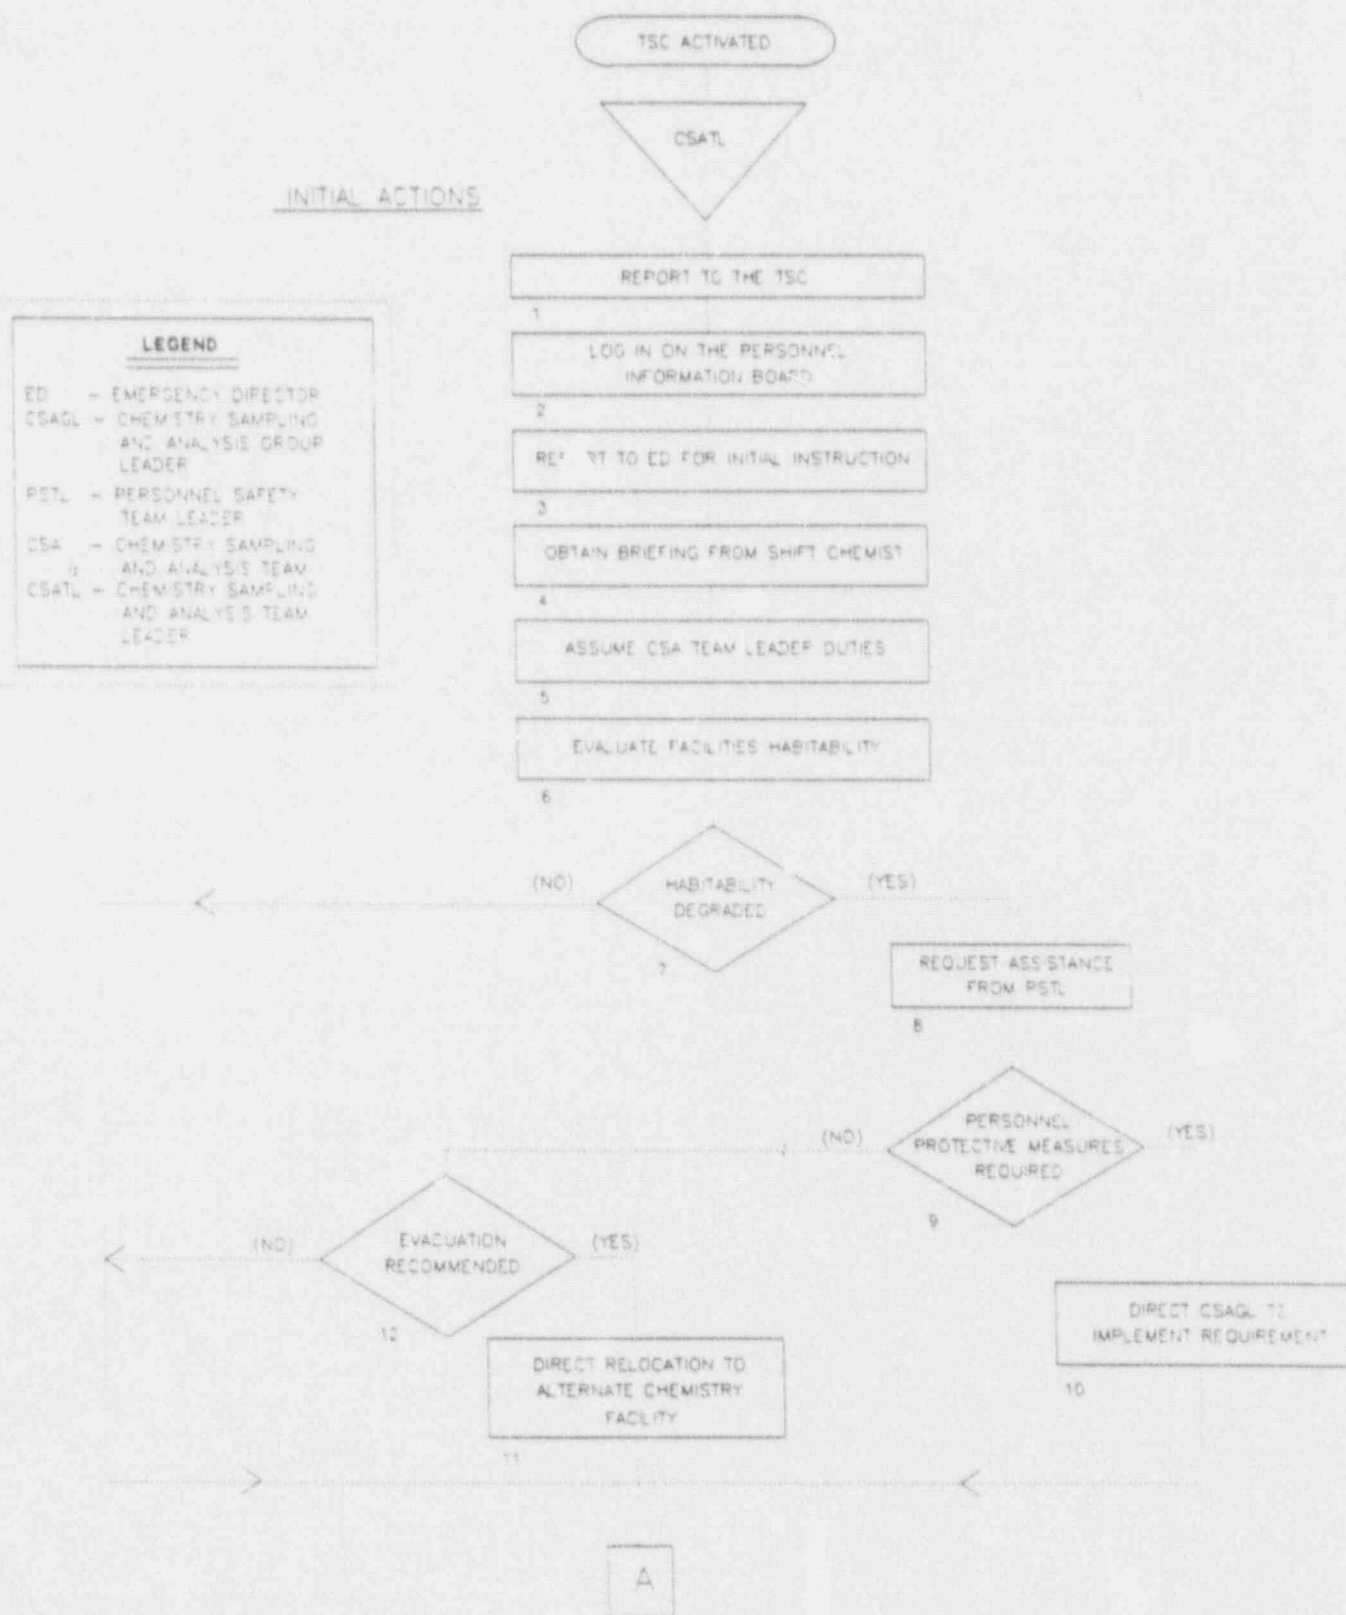 TSC ACTIVATED
CSATL
INITIAL ACTIONS
REPORT TO THE TSC
1
LOG IN ON THE PERSONNEL
INFORMATION BOARD
2
TO ED FOR INITIAL INSTRUCTION
3
OBTAIN BRIEFING FROM SHIFT CHEMIST
4
ASSUME CSA TEAM LEADER DUTIES
5
EVALUATE FACILITIES HABITABILITY
6
LEGEND
ED – EMERGENCY DIRECTOR
CSAGL – CHEMISTRY SAMPLING
AND ANALYSIS GROUP
LEADER
PSTL – PERSONNEL SAFETY
TEAM LEADER
CSA – CHEMISTRY SAMPLING
AND ANALYSIS TEAM
CSATL – CHEMISTRY SAMPLING
AND ANALYSIS TEAM
LEADER
(NO)
HABITABILITY
DEGRADED
(YES)
7
REQUEST ASSISTANCE
FROM PSTL
8
(NO)
PERSONNEL
PROTECTIVE MEASURES
REQUIRED
(YES)
9
(NO)
EVACUATION
RECOMMENDED
(YES)
12
DIRECT CSAGL TO
IMPLEMENT REQUIREMENT
10
DIRECT RELOCATION TO
ALTERNATE CHEMISTRY
FACILITY
11
A